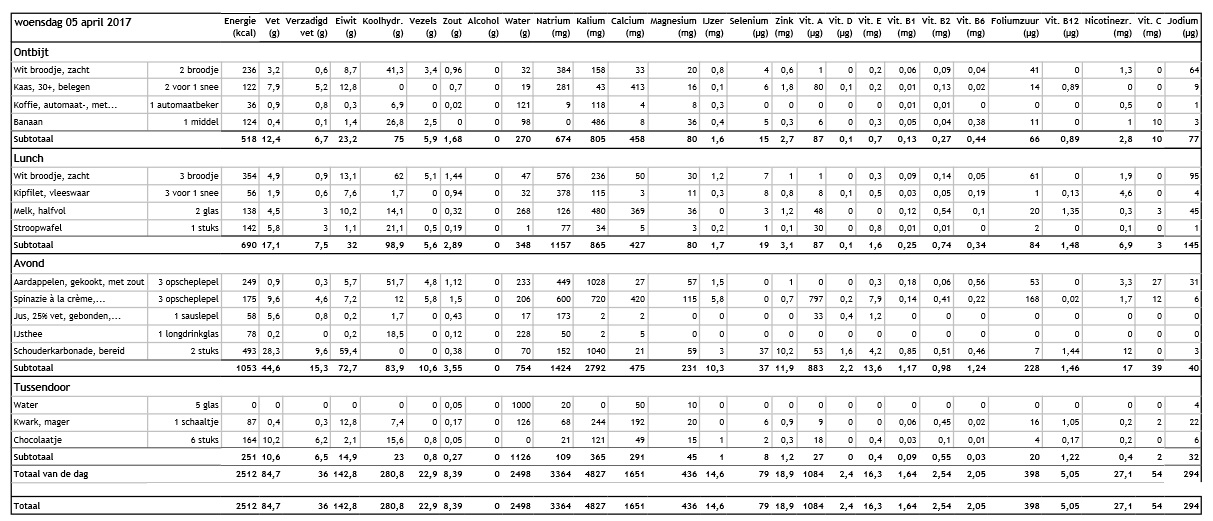 woensdag 05 april 2017 Energie (kcal) Vet (g) Verzadigd vet (g) Eiwit (g) Koolhydr. (g) Vezels (g) Zout (g) Alcohol (g) Water (g) Natrium (mg) Kalium (mg) Calcium (mg) Magnesium (mg) IJzer (mg) Selenium (µg) Zink (mg) Vit. A (µg) Vit. D (µg) Vit. E (mg) Vit. B1 (mg) Vit. B2 (mg) Vit. B6 (mg) Foliumzuur (µg) Vit. B12 (µg) Nicotinezr. (mg) Vit. C (mg) Jodium (µg)
Ontbijt
Wit broodje, zacht 2 broodje 236 3,2 0,6 8,7 41,3 3,4 0,96 0 32 384 158 33 20 0,8 4 0,6 1 0 0,2 0,06 0,09 0,04 41 0 1,3 0 64
Kaas, 30+, belegen 2 voor 1 snee 122 7,9 5,2 12,8 0 0 0,7 0 19 281 43 413 16 0,1 6 1,8 80 0,1 0,2 0,01 0,13 0,02 14 0,89 0 0 9
Koffie, automaat-, met... 1 automaatbeker 36 0,9 0,8 0,3 6,9 0 0,02 0 121 9 118 4 8 0,3 0 0 0 0 0 0,01 0,01 0 0 0 0,5 0 1
Banaan 1 middel 124 0,4 0,1 1,4 26,8 2,5 0 0 98 0 486 8 36 0,4 5 0,3 6 0 0,3 0,05 0,04 0,38 11 0 1 10 3
Subtotaal 518 12,4 6,7 23,2 75 5,9 1,68 0 270 674 805 458 80 1,6 15 2,7 87 0,1 0,7 0,13 0,27 0,44 66 0,89 2,8 10 77
Lunch
Wit broodje, zacht 3 broodje 354 4,9 0,9 13,1 62 5,1 1,44 0 47 576 236 50 30 1,2 7 1 1 0 0,3 0,09 0,14 0,05 61 0 1,9 0 95
Kipfilet, vleeswaar 3 voor 1 snee 56 1,9 0,6 7,6 1,7 0 0,94 0 32 378 115 3 11 0,3 8 0,8 8 0,1 0,5 0,03 0,05 0,19 1 0,13 4,6 0 4
Melk, halfvol 2 glas 138 4,5 3 10,2 14,1 0 0,32 0 268 126 480 369 36 0 3 1,2 48 0 0 0,12 0,54 0,1 20 1,35 0,3 3 45
Stroopwafel 1 stuks 142 5,8 3 1,1 21,1 0,5 0,19 0 1 77 34 5 3 0,2 1 0,1 30 0 0,8 0,01 0,01 0 2 0 0,1 0 1
Subtotaal 690 17,1 7,5 32 98,9 5,6 2,89 0 348 1157 865 427 80 1,7 19 3,1 87 0,1 1,6 0,25 0,74 0,34 84 1,48 6,9 3 145
Avond
Aardappelen, gekookt, met zout 3 opscheplepel 249 0,9 0,3 5,7 51,7 4,8 1,12 0 233 449 1028 27 57 1,5 0 1 0 0 0,3 0,18 0,06 0,56 53 0 3,3 27 31
Spinazie à la crème,... 3 opscheplepel 175 9,6 4,6 7,2 12 5,8 1,5 0 206 600 720 420 115 5,8 0 0,7 797 0,2 7,9 0,14 0,41 0,22 168 0,02 1,7 12 6
Jus, 25% vet, gebonden,... 1 sauslepel 58 5,6 0,8 0,2 1,7 0 0,43 0 17 173 2 2 0 0 0 0 33 0,4 1,2 0 0 0 0 0 0 0 0
IJsthee 1 longdrinkglas 78 0,2 0 0,2 18,5 0 0,12 0 228 50 2 5 0 0 0 0 0 0 0 0 0 0 0 0 0 0 0
Schouderkarbonade, bereid 2 stuks 493 28,3 9,6 59,4 0 0 0,38 0 70 152 1040 21 59 3 37 10,2 53 1,6 4,2 0,85 0,51 0,46 7 1,44 12 0 3
Subtotaal 1053 44,6 15,3 72,7 83,9 10,6 3,55 0 754 1424 2792 475 231 10,3 37 11,9 883 2,2 13,6 1,17 0,98 1,24 228 1,46 17 39 40
Tussendoor
Water 5 glas 0 0 0 0 0 0 0,05 0 1000 20 0 50 10 0 0 0 0 0 0 0 0 0 0 0 0 0 4
Kwark, mager 1 schaaltje 87 0,4 0,3 12,8 7,4 0 0,17 0 126 68 244 192 20 0 6 0,9 9 0 0 0,06 0,45 0,02 16 1,05 0,2 2 22
Chocolaatje 6 stuks 164 10,2 6,2 2,1 15,6 0,8 0,05 0 0 21 121 49 15 1 2 0,3 18 0 0,4 0,03 0,1 0,01 4 0,17 0,2 0 6
Subtotaal 251 10,6 6,5 14,9 23 0,8 0,27 0 1126 109 365 291 45 1 8 1,2 27 0 0,4 0,09 0,55 0,03 20 1,22 0,4 2 32
Totaal van de dag 2512 84,7 36 142,8 280,8 22,9 8,39 0 2498 3364 4827 1651 436 14,6 79 18,9 1084 2,4 16,3 1,64 2,54 2,05 398 5,05 27,1 54 294
Totaal 2512 84,7 36 142,8 280,8 22,9 8,39 0 2498 3364 4827 1651 436 14,6 79 18,9 1084 2,4 16,3 1,64 2,54 2,05 398 5,05 27,1 54 294